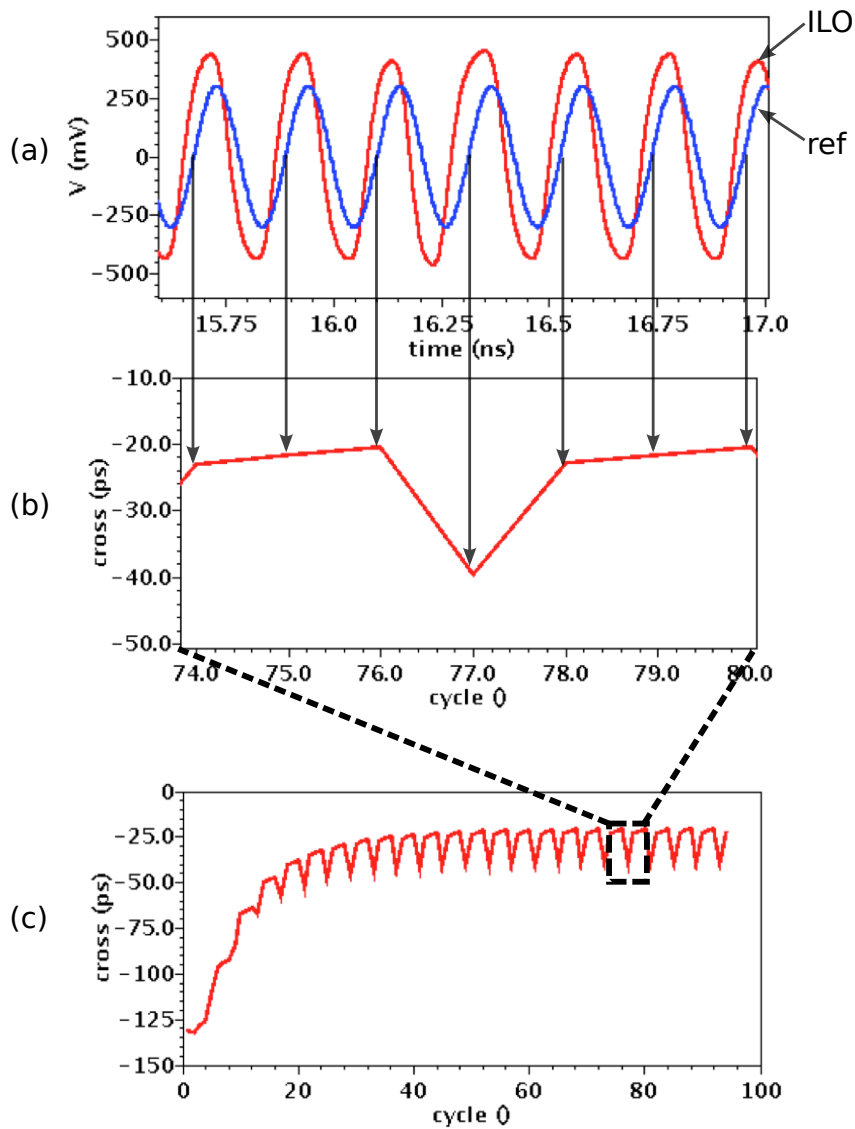 ILO
ref
(a)
V (mV)
500
250
0
−250
−500
15.75 16.0 16.25 16.5 16.75 17.0
time (ns)
(b)
cross (ps)
−10.0
−20.0
−30.0
−40.0
−50.0
74.0 75.0 76.0 77.0 78.0 79.0 80.0
cycle ()
(c)
cross (ps)
0
−25.0
−50.0
−75.0
−100
−125
−150
0 20 40 60 80 100
cycle ()